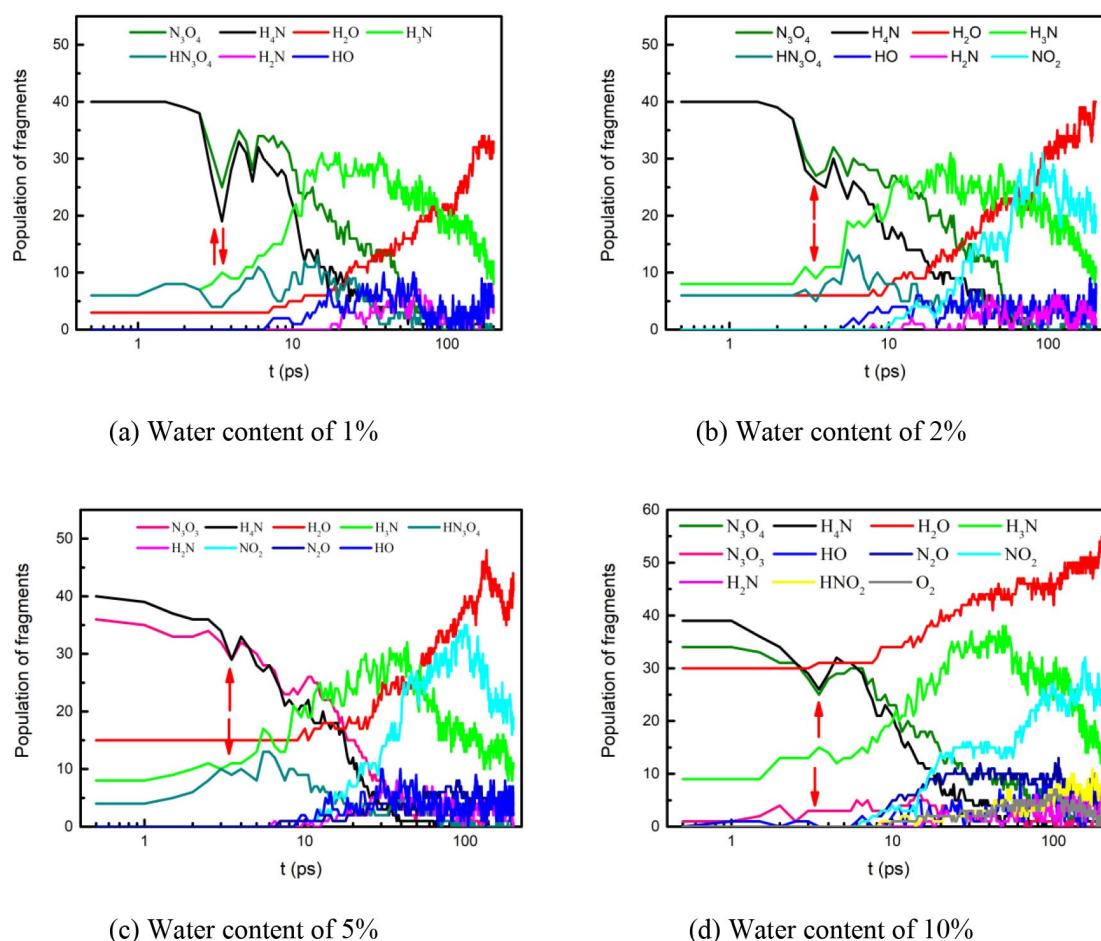 N₃O₄ H₄N H₂O H₃N
HN₃O₄ H₂N HO
Population of fragments
50
40
30
20
10
0
1 10 100
t (ps)
(a) Water content of 1%
N₃O₄ H₄N H₂O H₃N
HN₃O₄ HO H₂N NO₂
Population of fragments
50
40
30
20
10
0
1 10 100
t (ps)
(b) Water content of 2%
N₃O₃ H₄N H₂O H₃N HN₃O₄
H₂N NO₂ N₂O HO
Population of fragments
50
40
30
20
10
0
1 10 100
t (ps)
(c) Water content of 5%
N₃O₄ H₄N H₂O H₃N
N₃O₃ HO N₂O NO₂
H₂N HNO₂ O₂
Population of fragments
60
50
40
30
20
10
0
1 10 100
t (ps)
(d) Water content of 10%